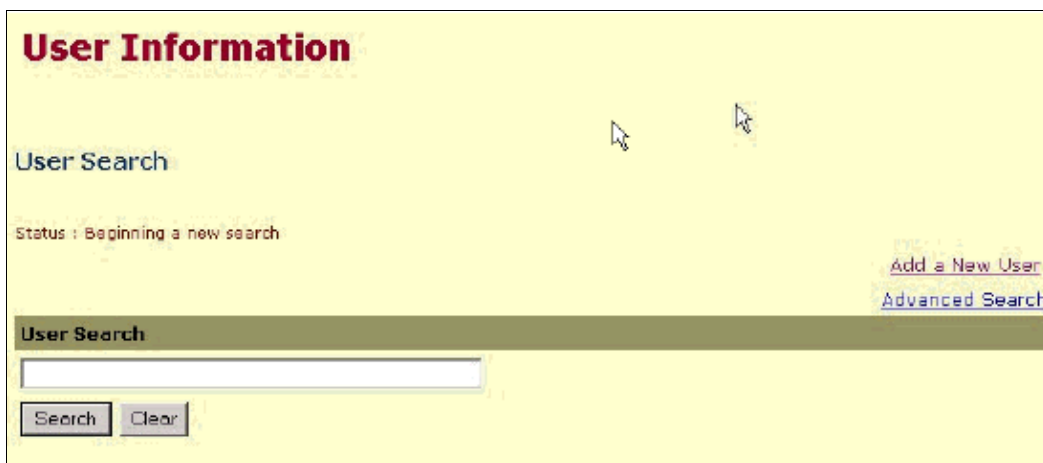 User Information
User Search
Status : Beginning a new search
Add a New User
Advanced Search
User Search
Search Clear